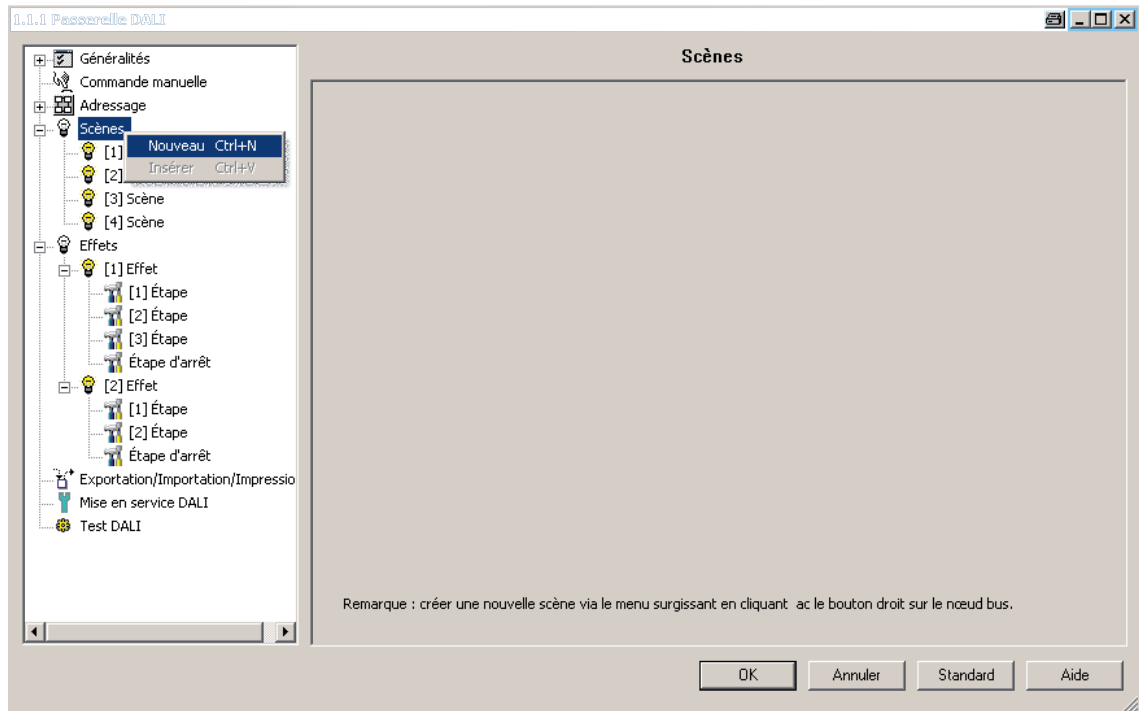 1.1.1 Passerelle DALI
Généralités
Commande manuelle
Adressage
Scènes
Nouveau Ctrl+N
Insérer Ctrl+V
[1]
[2]
[3] Scène
[4] Scène
Effets
[1] Effet
[1] Étape
[2] Étape
[3] Étape
Étape d'arrêt
[2] Effet
[1] Étape
[2] Étape
Étape d'arrêt
Exportation/Importation/Impressio
Mise en service DALI
Test DALI
Scènes
Remarque : créer une nouvelle scène via le menu surgissant en cliquant ac le bouton droit sur le nœud bus.
OK
Annuler
Standard
Aide